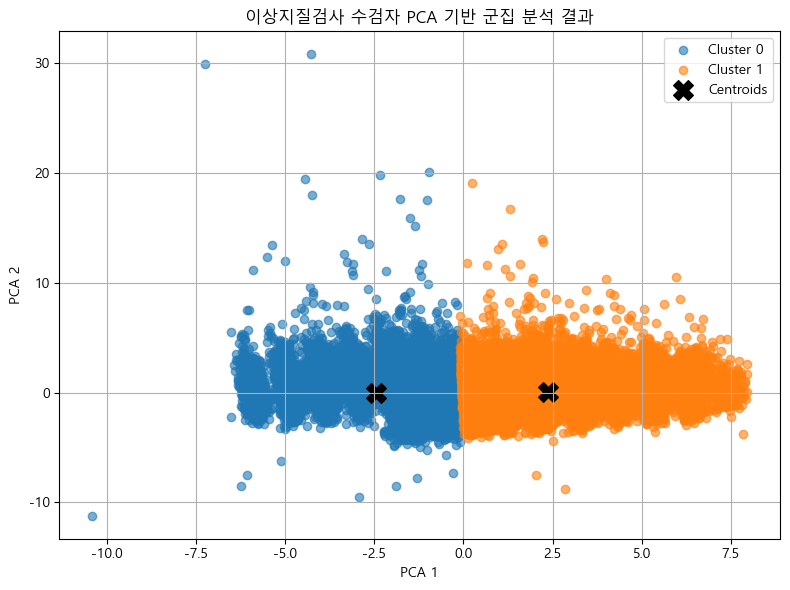 이상지질검사 수검자 PCA 기반 군집 분석 결과
Cluster 0
Cluster 1
Centroids
30
20
10
0
-10
PCA 2
-10.0 -7.5 -5.0 -2.5 0.0 2.5 5.0 7.5
PCA 1